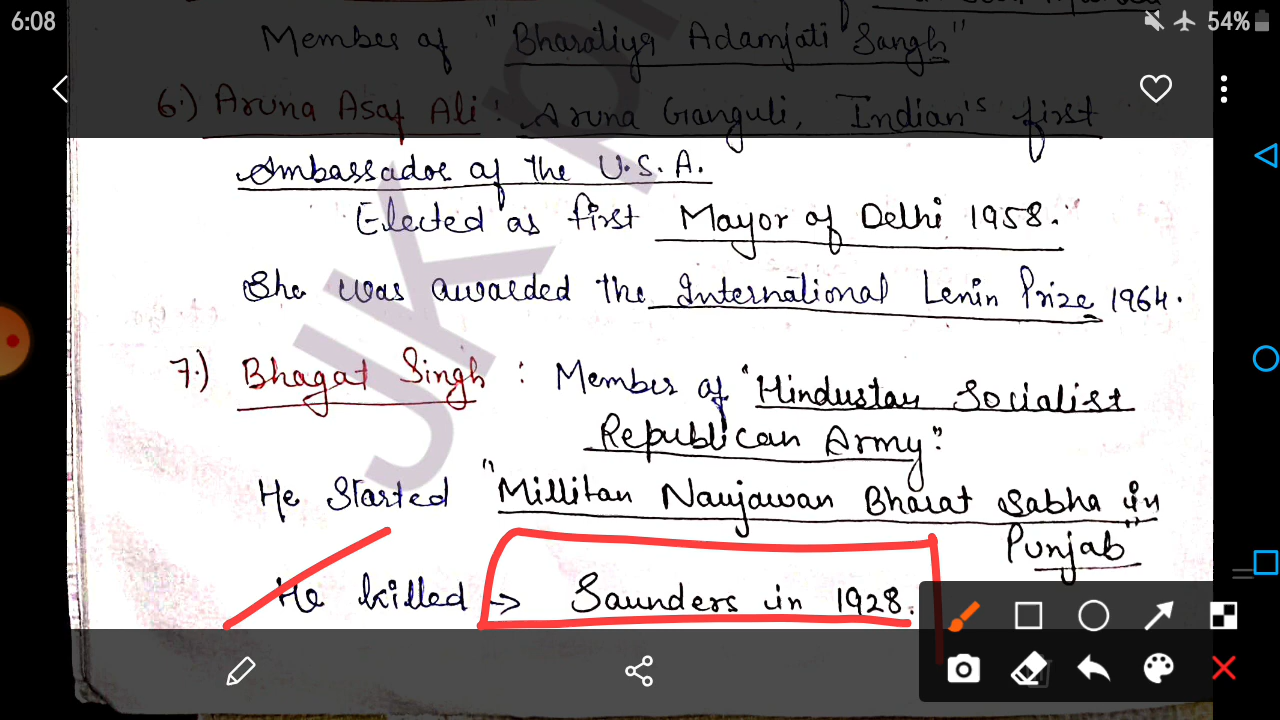 6:08
54%
Member of "Bharatiya Adamjati Sangh"
6.) Aruna Asaf Ali : Aruna Ganguli, Indian's first
Ambassador of the U.S.A.
Elected as first Mayor of Delhi 1958.
She was awarded the International Lenin Prize 1964.
7.) Bhagat Singh : Member of "Hindustan Socialist
Republican Army"
He Started "Millitan Naujawan Bharat Sabha in
Punjab"
He killed → Saunders in 1928.
JK